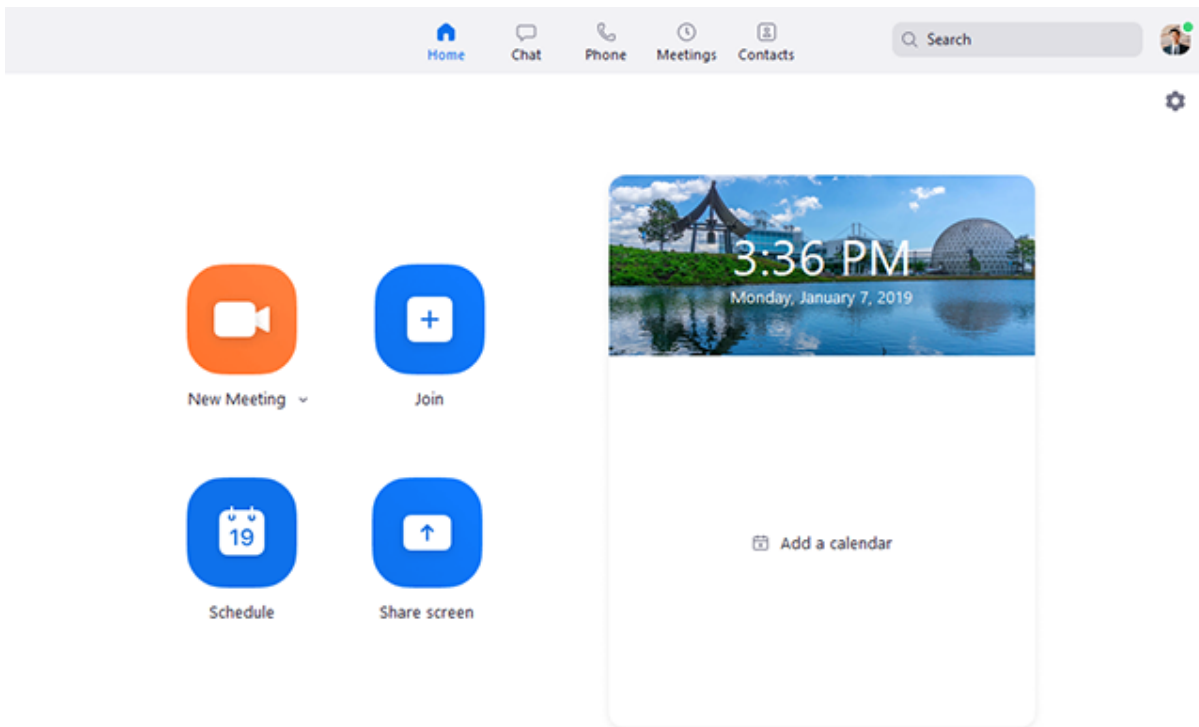 Home
Chat
Phone
Meetings
Contacts
Search
3:36 PM
Monday, January 7, 2019
New Meeting
Join
19
Schedule
Share screen
Add a calendar